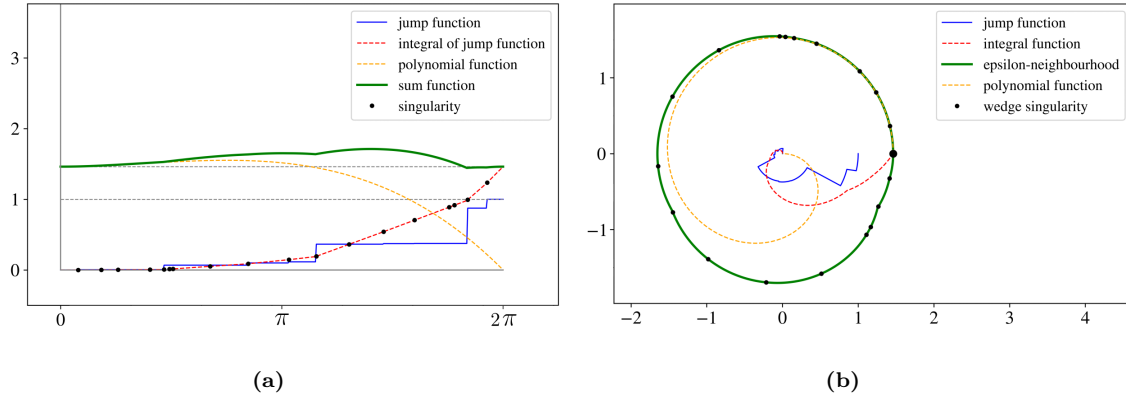 jump function
integral of jump function
polynomial function
sum function
singularity
3
2
1
0
0
π
2π
(a)
jump function
integral function
epsilon-neighbourhood
polynomial function
wedge singularity
1
0
−1
−2
−1
0
1
2
3
4
(b)